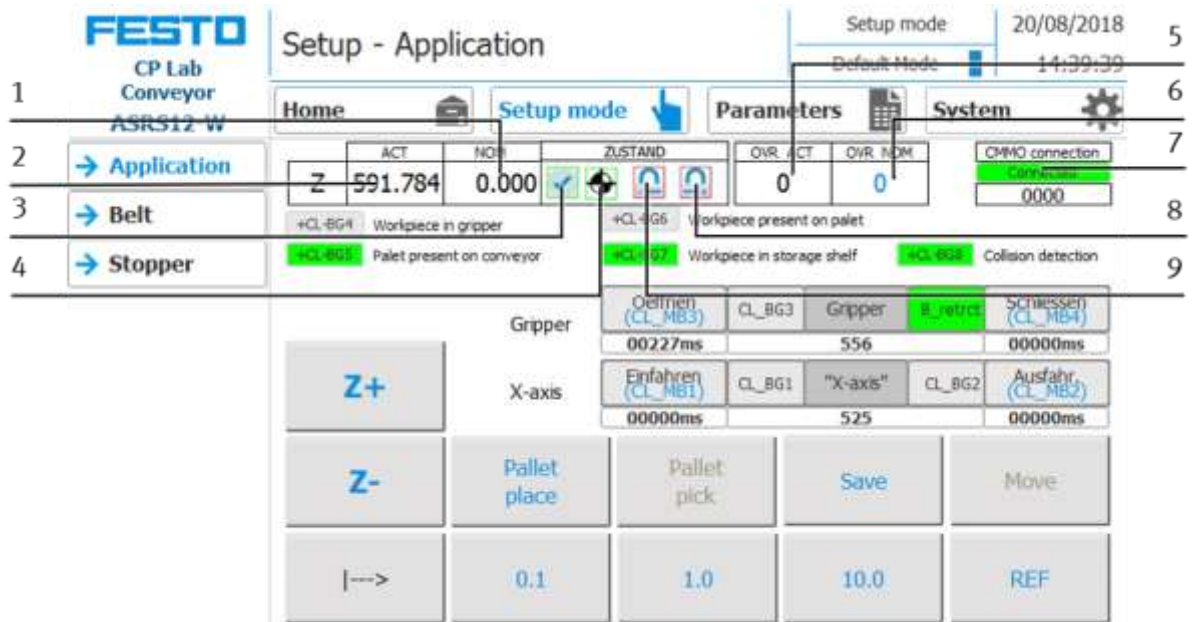 FESTO
CP Lab
Conveyor
ASRS12-W
Setup - Application
Setup mode
Default Mode
20/08/2018
14:39:39
Home
Setup mode
Parameters
System
Application
Belt
Stopper
ACT NOM ZUSTAND OVR ACT OVR NOM CMMO connection
Z 591.784 0.000 0 0 Connected
0000
+CL-BG4 Workpiece in gripper +CL-BG6 Workpiece present on palet
+CL-BG5 Palet present on conveyor +CL-BG7 Workpiece in storage shelf +CL-BG8 Collision detection
Gripper
Oeffnen
(CL_MB3)
CL_BG3
Gripper
B_retrct
Schliessen
(CL_MB4)
00227ms 556 00000ms
X-axis
Einfahren
(CL_MB1)
CL_BG1
"X-axis"
CL_BG2
Ausfahr.
(CL_MB2)
00000ms 525 00000ms
Z+
Z-
Pallet
place
Pallet
pick
Save
Move
|--->
0.1
1.0
10.0
REF
1
2
3
4
5
6
7
8
9